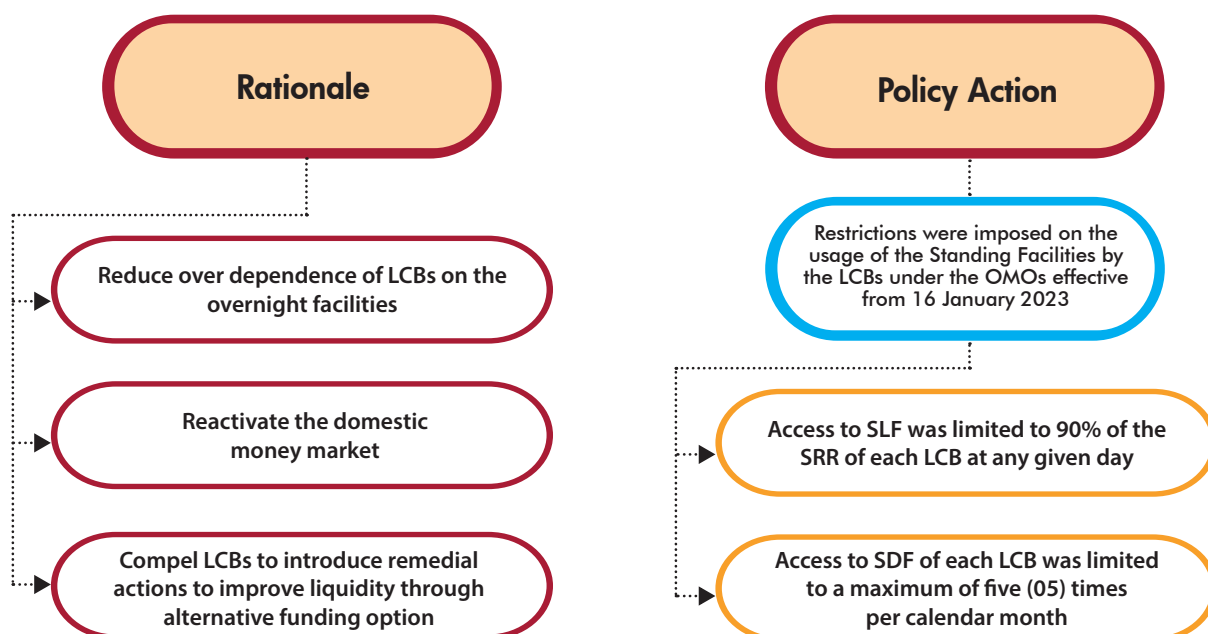 Rationale
Reduce over dependence of LCBs on the
overnight facilities
Reactivate the domestic
money market
Compel LCBs to introduce remedial
actions to improve liquidity through
alternative funding option
Policy Action
Restrictions were imposed on the
usage of the Standing Facilities by
the LCBs under the OMOs effective
from 16 January 2023
Access to SLF was limited to 90% of the
SRR of each LCB at any given day
Access to SDF of each LCB was limited
to a maximum of five (05) times
per calendar month